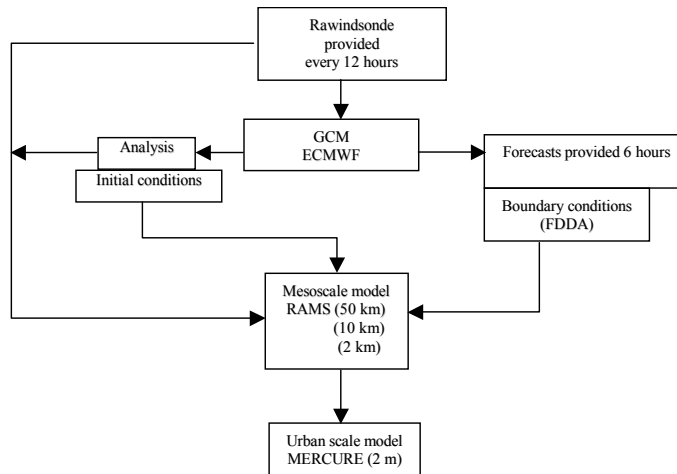 Rawindsonde
provided
every 12 hours
GCM
ECMWF
Analysis
Initial conditions
Forecasts provided 6 hours
Boundary conditions
(FDDA)
Mesoscale model
RAMS (50 km)
(10 km)
(2 km)
Urban scale model
MERCURE (2 m)